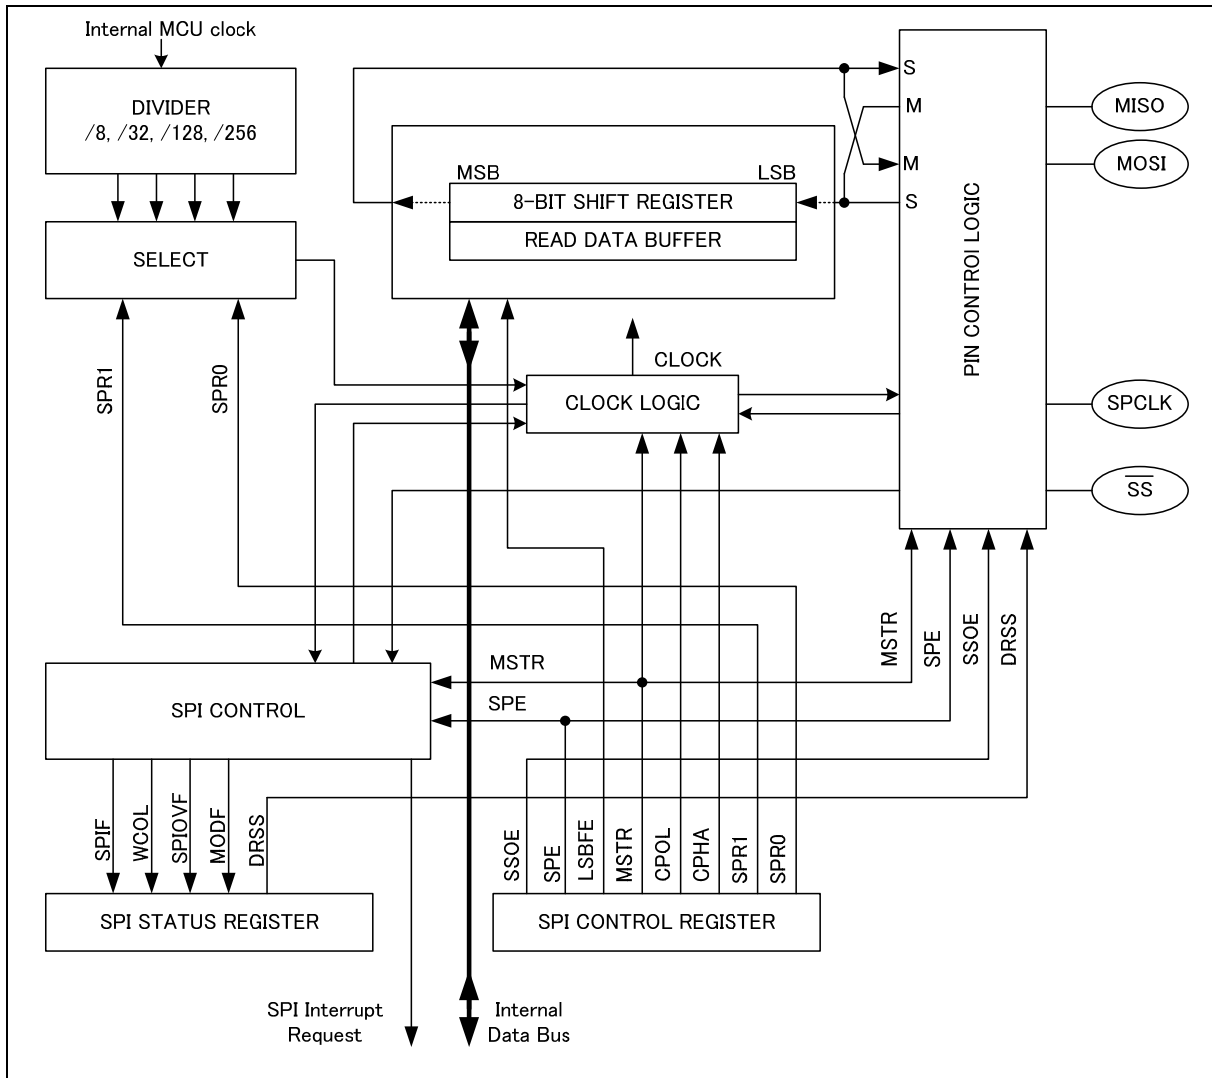 Internal MCU clock
DIVIDER
/8, /32, /128, /256
SELECT
SPR1
SPR0
MSB
LSB
8-BIT SHIFT REGISTER
READ DATA BUFFER
S
M
M
S
PIN CONTROl LOGIC
MISO
MOSI
SPCLK
SS
CLOCK
CLOCK LOGIC
MSTR
SPE
SSOE
DRSS
MSTR
SPE
SPI CONTROL
SPIF
WCOL
SPIOVF
MODF
DRSS
SSOE
SPE
LSBFE
MSTR
CPOL
CPHA
SPR1
SPR0
SPI STATUS REGISTER
SPI CONTROL REGISTER
SPI Interrupt
Request
Internal
Data Bus